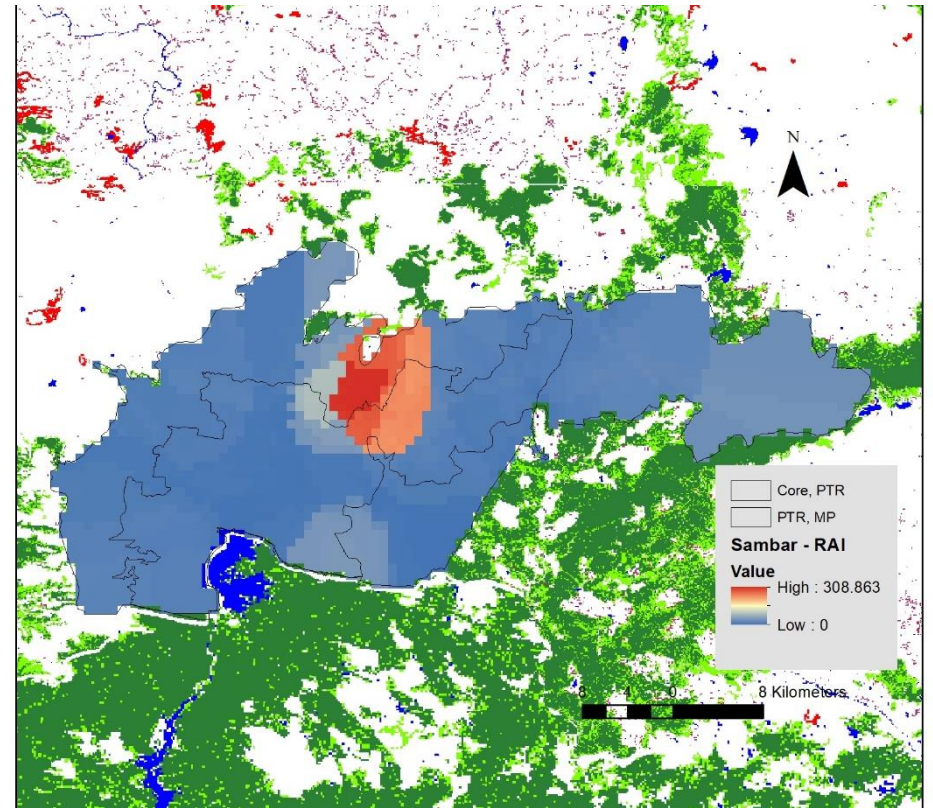 N
Core, PTR
PTR, MP
Sambar - RAI
Value
High : 308.863
Low : 0
8 4 0 8 Kilometers